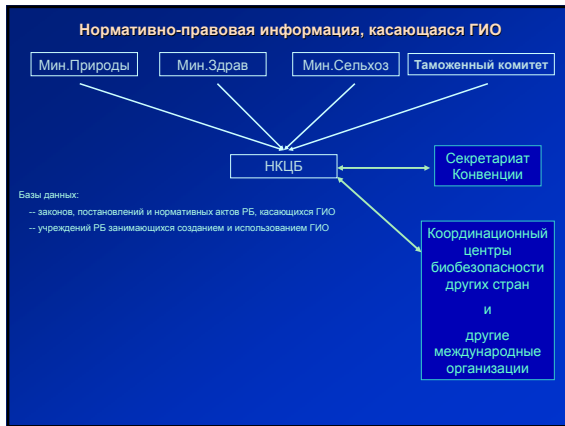 Нормативно-правовая информация, касающаяся ГИО
Мин.Природы
Мин.Здрав
Мин.Сельхоз
Таможенный комитет
НКЦБ
Секретариат
Конвенции
Базы данных:
-- законов, постановлений и нормативных актов РБ, касающихся ГИО
-- учреждений РБ занимающихся созданием и использованием ГИО
Координационный
центры
биобезопасности
других стран
и
другие
международные
организации